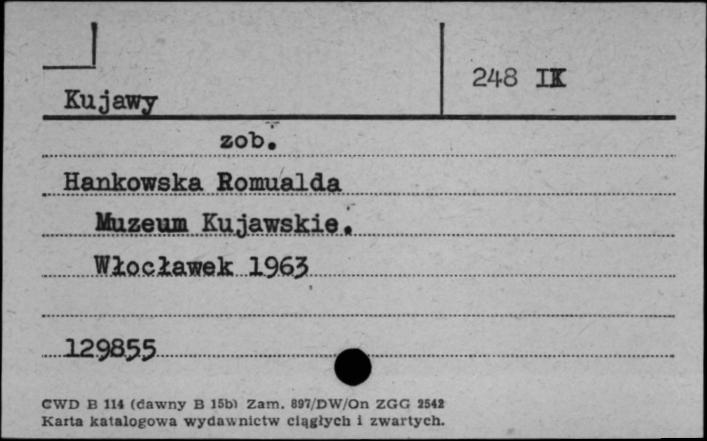 248 IK
Kujawy
zob.
Hankowska Romualda
Muzeum Kujawskie.
Włocławek 1963
129855
CWD B 114 (dawny B 15b) Zam. 897/DW/On ZGG 2542
Karta katalogowa wydawnictw ciągłych i zwartych.